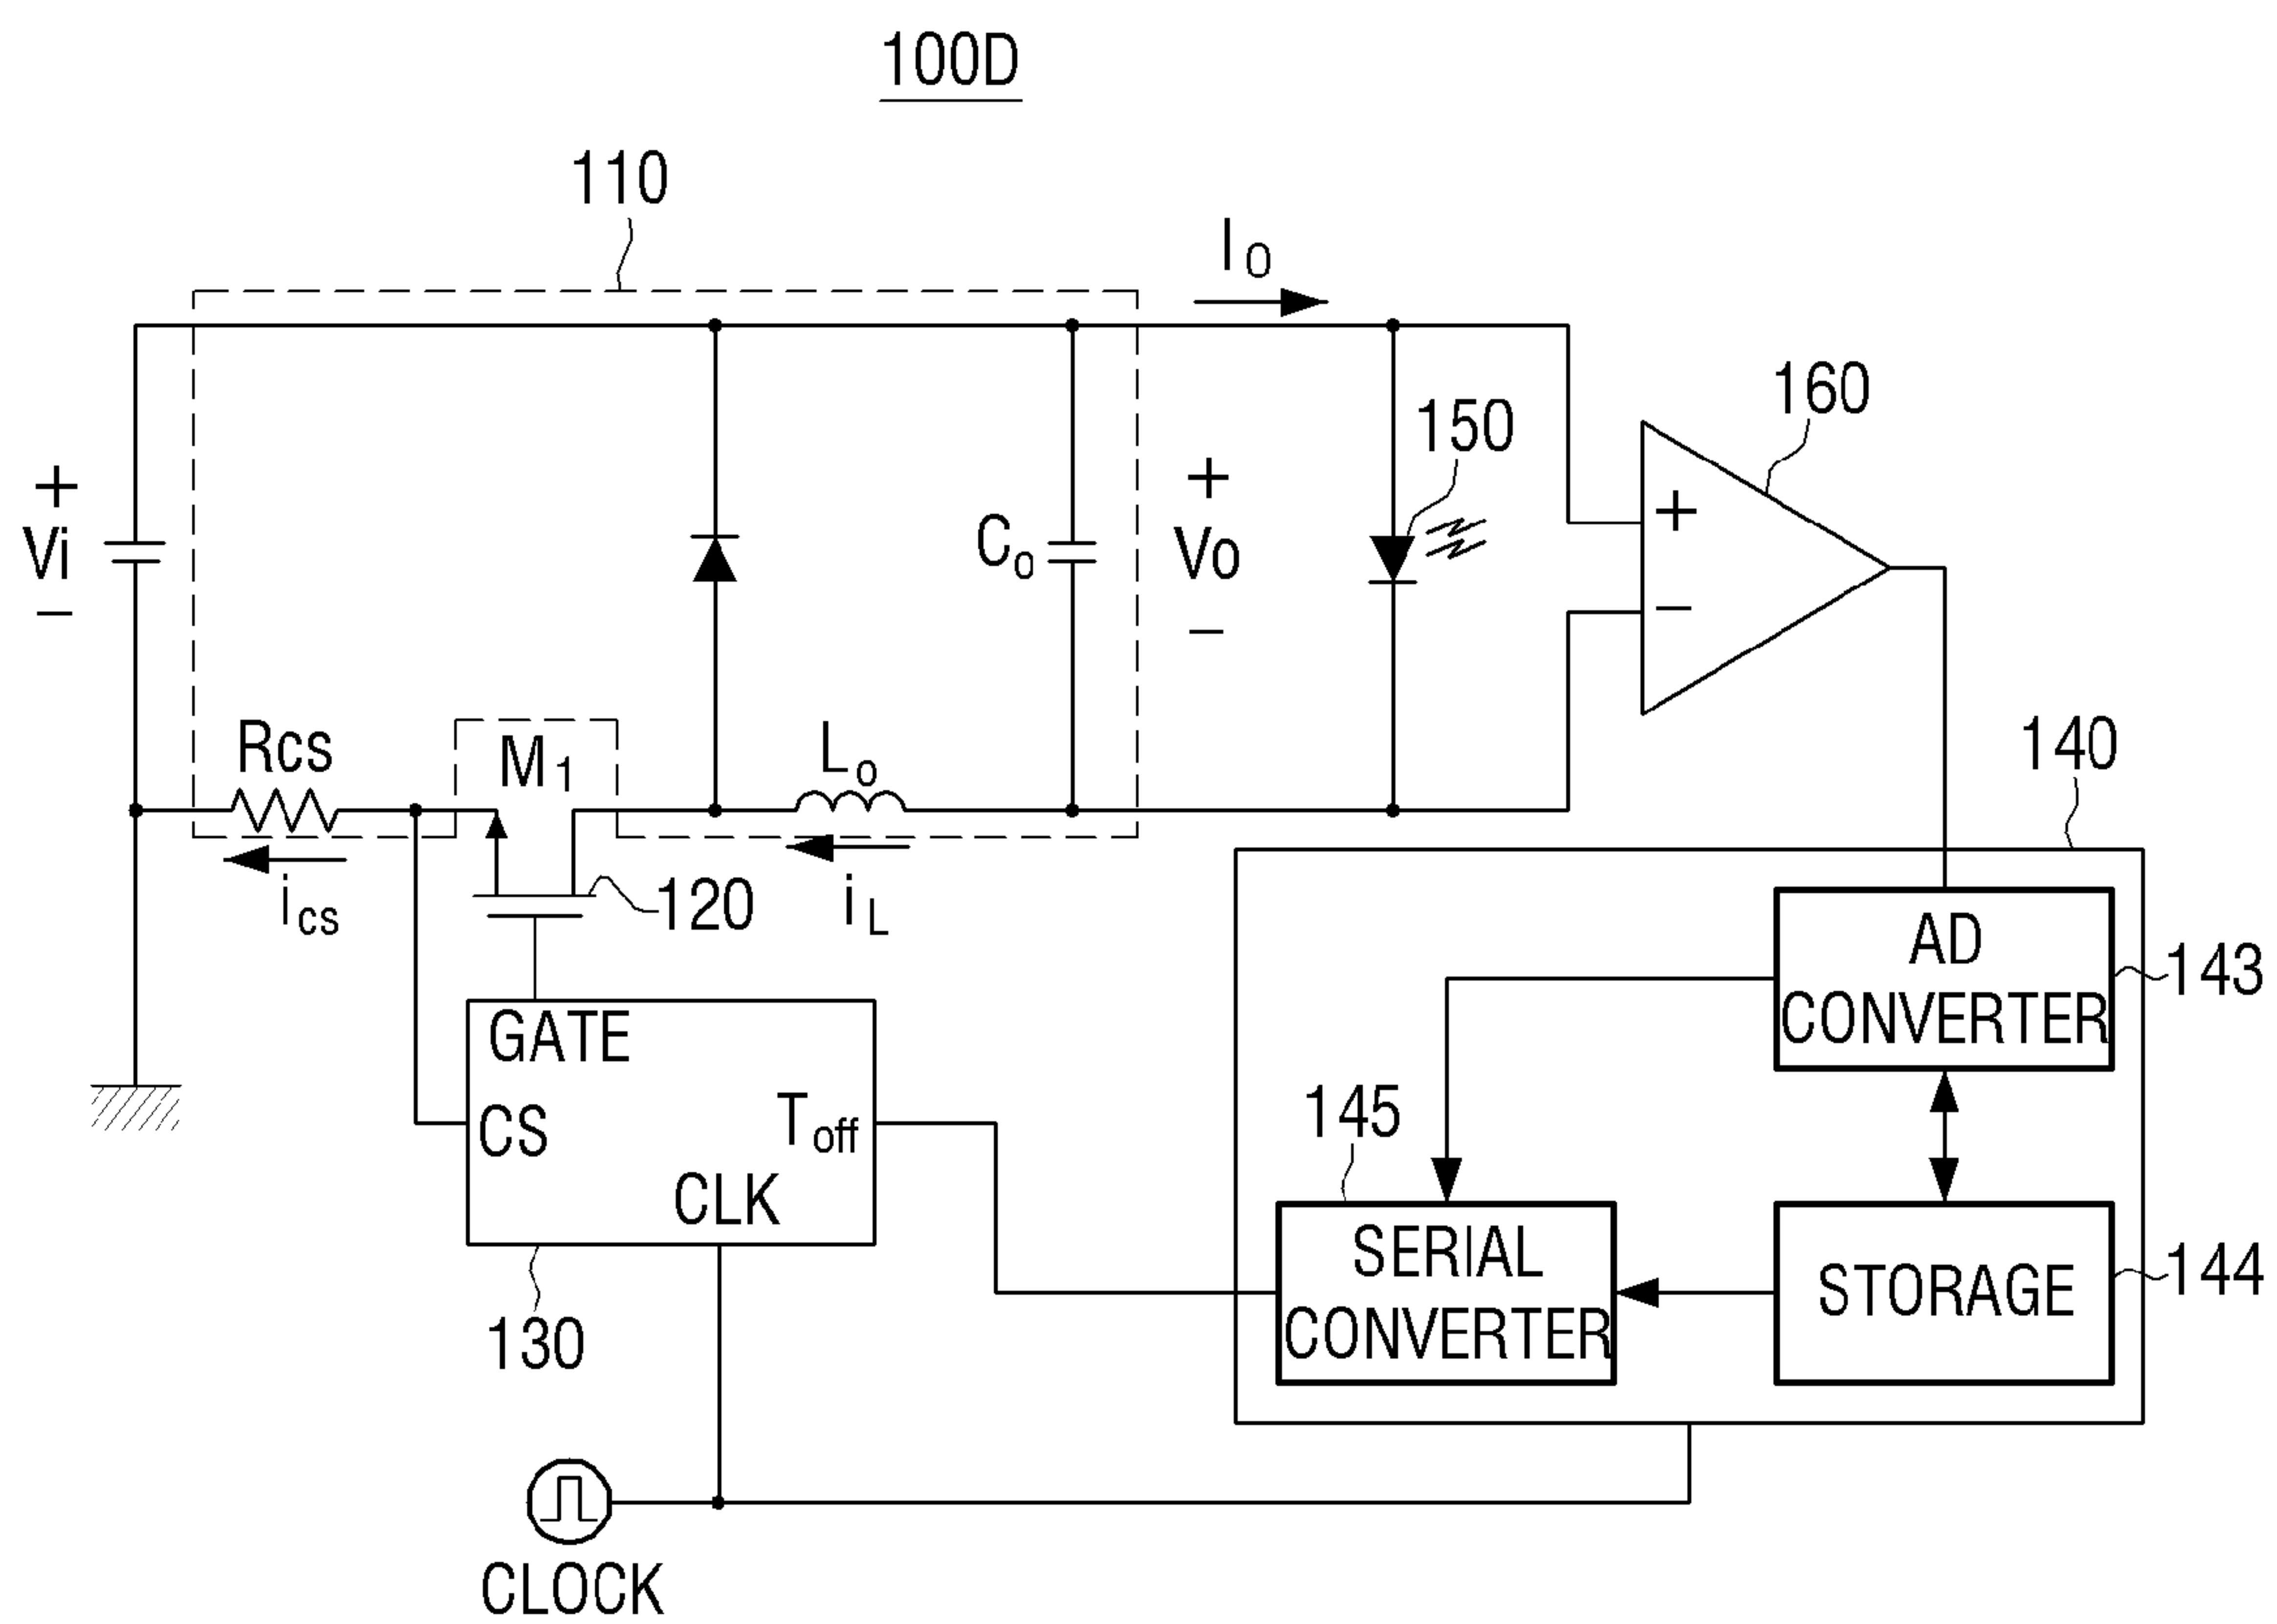 100D
110
Io
160
150
+
Vi
−
Co
+
Vo
−
+
−
Rcs
M1
Lo
140
ics
120
iL
AD
CONVERTER
143
GATE
CS
Toff
CLK
145
SERIAL
CONVERTER
STORAGE
144
130
CLOCK